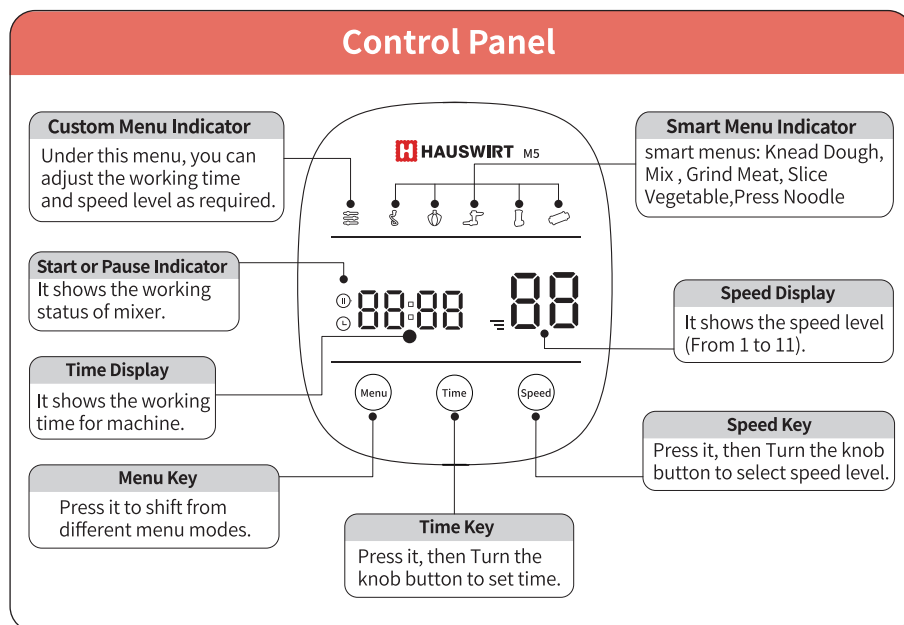 Control Panel
Custom Menu Indicator
Under this menu, you can
adjust the working time
and speed level as required.
HAUSWIRT M5
Smart Menu Indicator
smart menus: Knead Dough,
Mix , Grind Meat, Slice
Vegetable,Press Noodle
Start or Pause Indicator
It shows the working
status of mixer.
88:88
88
Speed Display
It shows the speed level
(From 1 to 11).
Time Display
It shows the working
time for machine.
Menu
Time
Speed
Speed Key
Press it, then Turn the knob
button to select speed level.
Menu Key
Press it to shift from
different menu modes.
Time Key
Press it, then Turn the
knob button to set time.